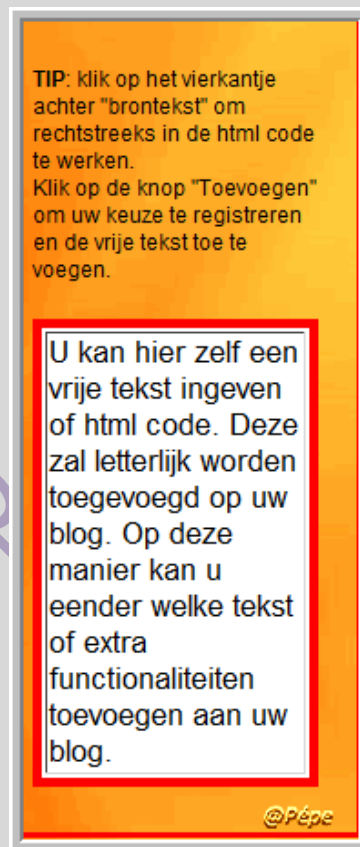 TIP: klik op het vierkantje
achter "brontekst" om
rechtstreeks in de html code
te werken.
Klik op de knop "Toevoegen"
om uw keuze te registreren
en de vrije tekst toe te
voegen.
U kan hier zelf een
vrije tekst ingeven
of html code. Deze
zal letterlijk worden
toegevoegd op uw
blog. Op deze
manier kan u
eender welke tekst
of extra
functionaliteiten
toevoegen aan uw
blog.
@Pépe